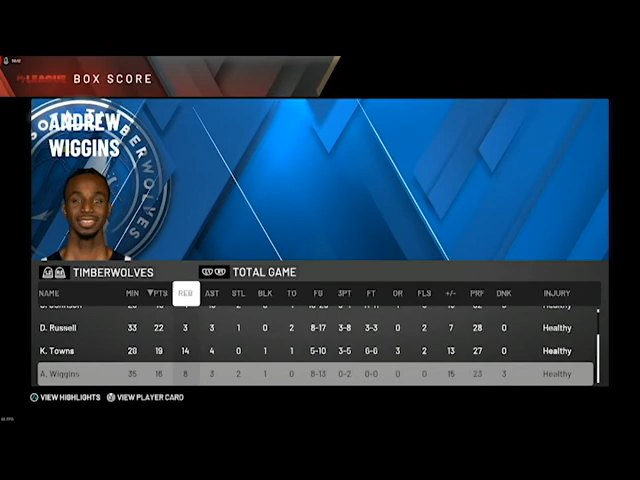 BOX SCORE
ANDREW
WIGGINS
TIMBERWOLVES TOTAL GAME
NAME MIN ▼PTS REB AST STL BLK TO FG 3PT FT OR FLS +/- PRF DNK INJURY
D. Russell 33 22 3 3 1 0 2 8-17 3-8 3-3 0 2 7 28 0 Healthy
K. Towns 28 19 14 4 0 1 1 5-10 3-5 6-6 3 2 13 27 0 Healthy
A. Wiggins 35 16 8 3 2 1 0 8-13 0-2 0-0 0 0 15 23 3 Healthy
VIEW HIGHLIGHTS VIEW PLAYER CARD